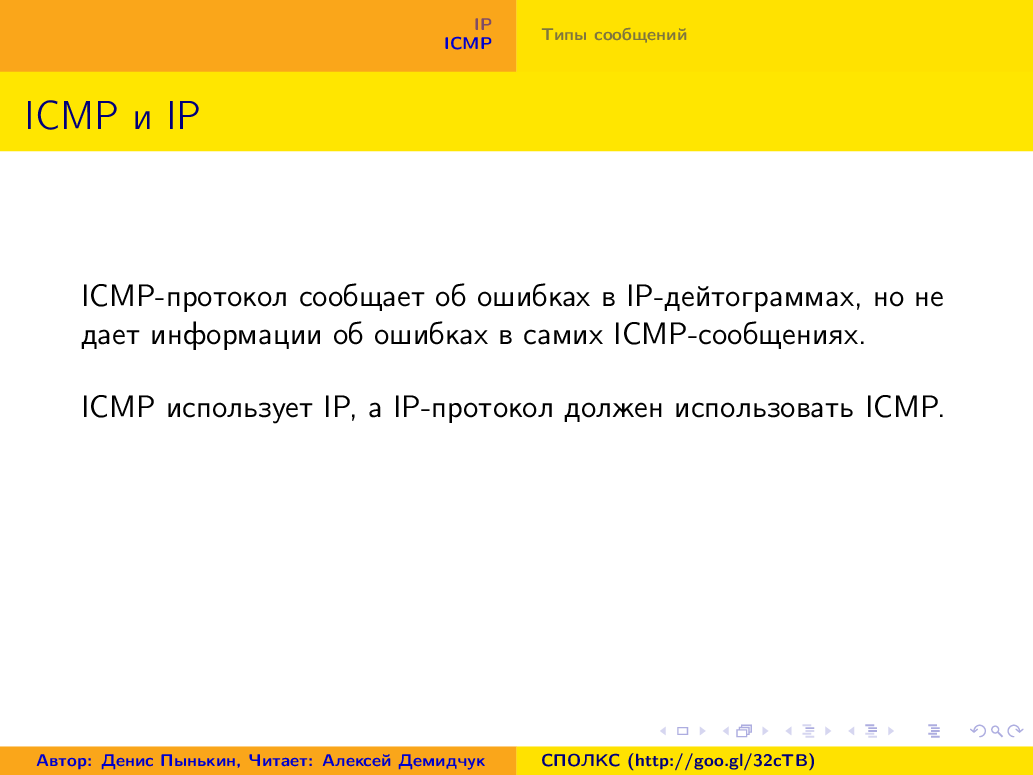 IP
ICMP
Типы сообщений
ICMP и IP
ICMP-протокол сообщает об ошибках в IP-дейтограммах, но не
дает информации об ошибках в самих ICMP-сообщениях.
ICMP использует IP, а IP-протокол должен использовать ICMP.
Автор: Денис Пынькин, Читает: Алексей Демидчук
СПОЛКС (http://goo.gl/32cTB)